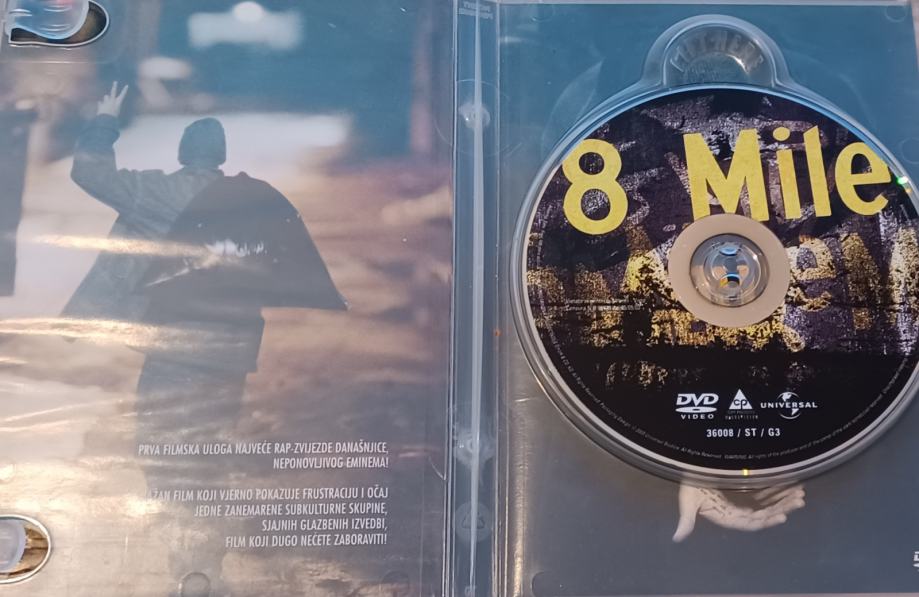 PRVA FILMSKA ULOGA NAJVEĆE RAP-ZVIJEZDE DANAŠNJICE,
NEPONOVLJIVOG EMINEMA!
FILM KOJI VJERNO POKAZUJE FRUSTRACIJU I OČAJ
JEDNE ZANEMARENE SUBKULTURNE SKUPINE,
SJAJNIH GLAZBENIH IZVEDBI,
FILM KOJI DUGO NEĆETE ZABORAVITI!
8 Mile
DVD
VIDEO
CP
UNIVERSAL
36008 / ST / G3